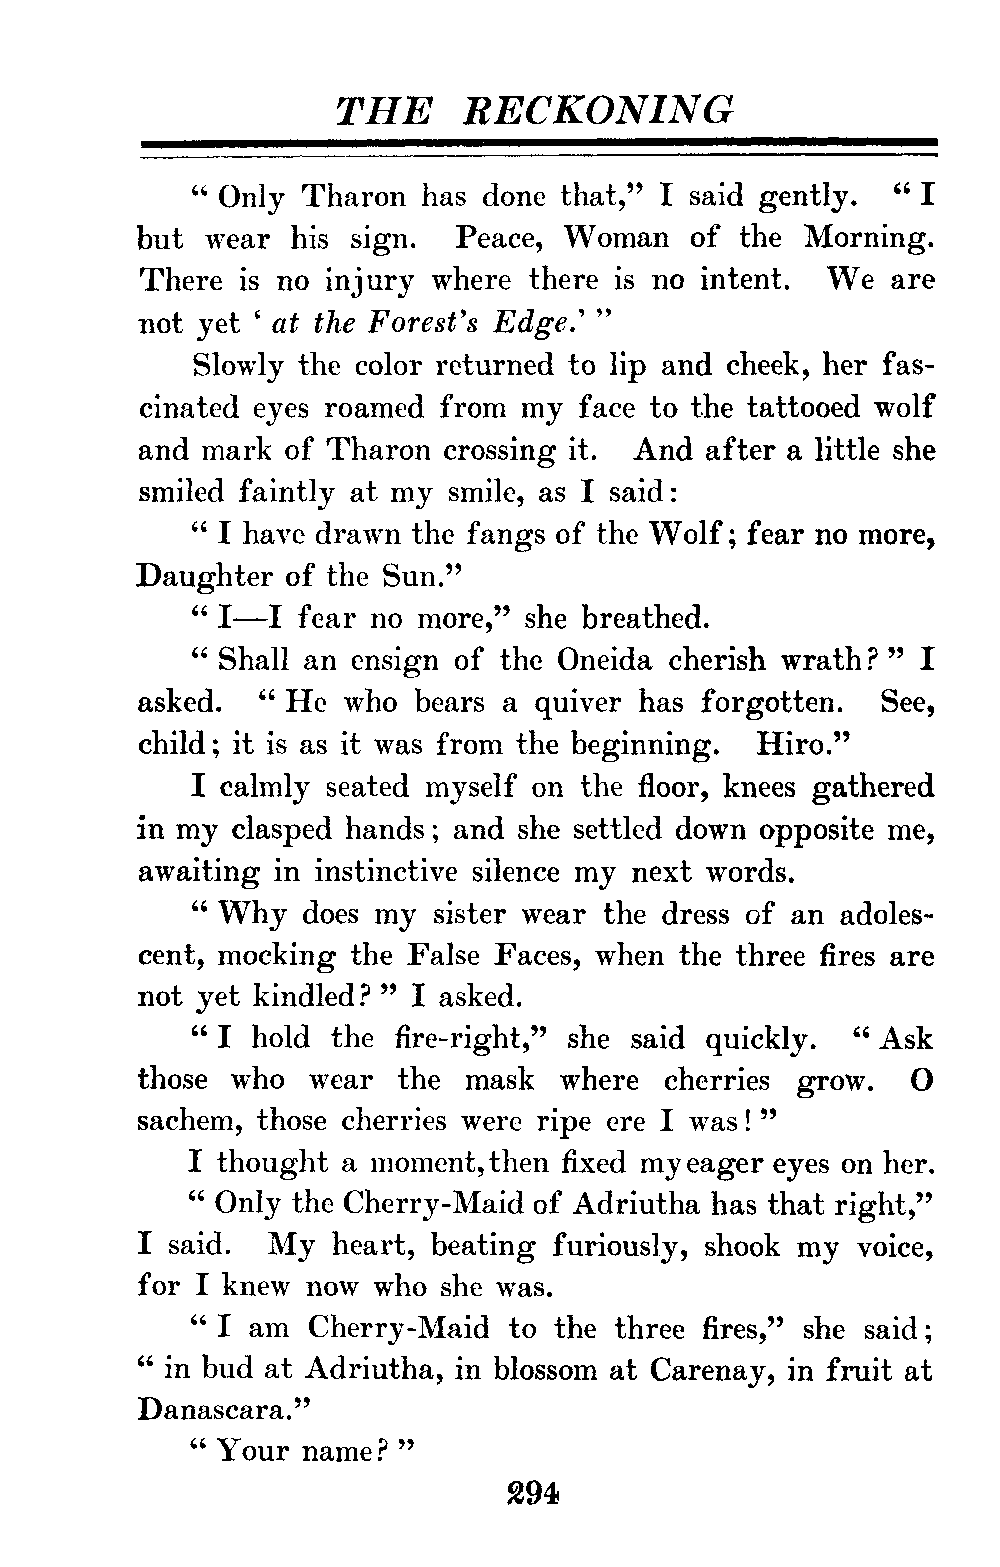 THE RECKONING
“ Only Tharon has done that,” I said gently. “ I
but wear his sign. Peace, Woman of the Morning.
There is no injury where there is no intent. We are
not yet ‘ at the Forest’s Edge.’ ”
Slowly the color returned to lip and cheek, her fas-
cinated eyes roamed from my face to the tattooed wolf
and mark of Tharon crossing it. And after a little she
smiled faintly at my smile, as I said:
“ I have drawn the fangs of the Wolf; fear no more,
Daughter of the Sun.”
“ I—I fear no more,” she breathed.
“ Shall an ensign of the Oneida cherish wrath? ” I
asked. “ He who bears a quiver has forgotten. See,
child; it is as it was from the beginning. Hiro.”
I calmly seated myself on the floor, knees gathered
in my clasped hands; and she settled down opposite me,
awaiting in instinctive silence my next words.
“ Why does my sister wear the dress of an adoles-
cent, mocking the False Faces, when the three fires are
not yet kindled? ” I asked.
“ I hold the fire-right,” she said quickly. “ Ask
those who wear the mask where cherries grow. O
sachem, those cherries were ripe ere I was! ”
I thought a moment, then fixed my eager eyes on her.
“ Only the Cherry-Maid of Adriutha has that right,”
I said. My heart, beating furiously, shook my voice,
for I knew now who she was.
“ I am Cherry-Maid to the three fires,” she said;
“ in bud at Adriutha, in blossom at Carenay, in fruit at
Danascara.”
“ Your name? ”
294